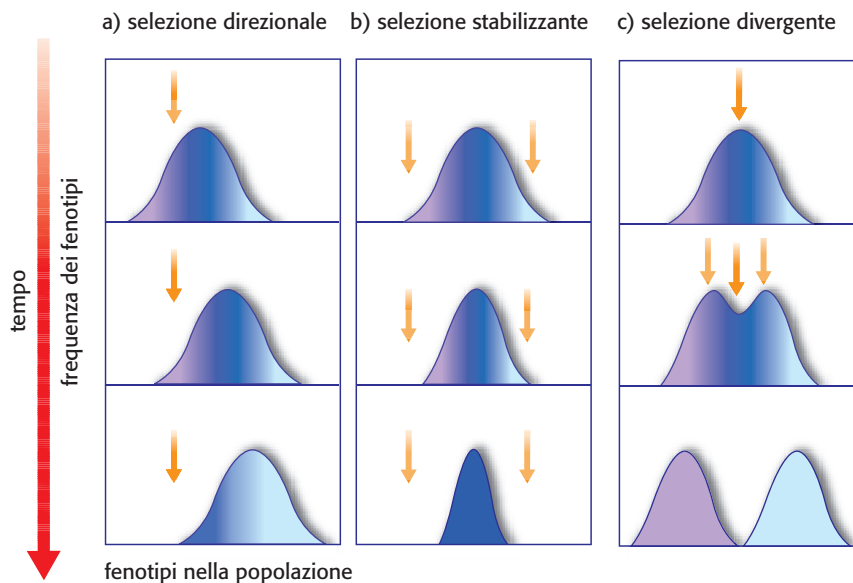 a) selezione direzionale
b) selezione stabilizzante
c) selezione divergente
tempo
frequenza dei fenotipi
fenotipi nella popolazione